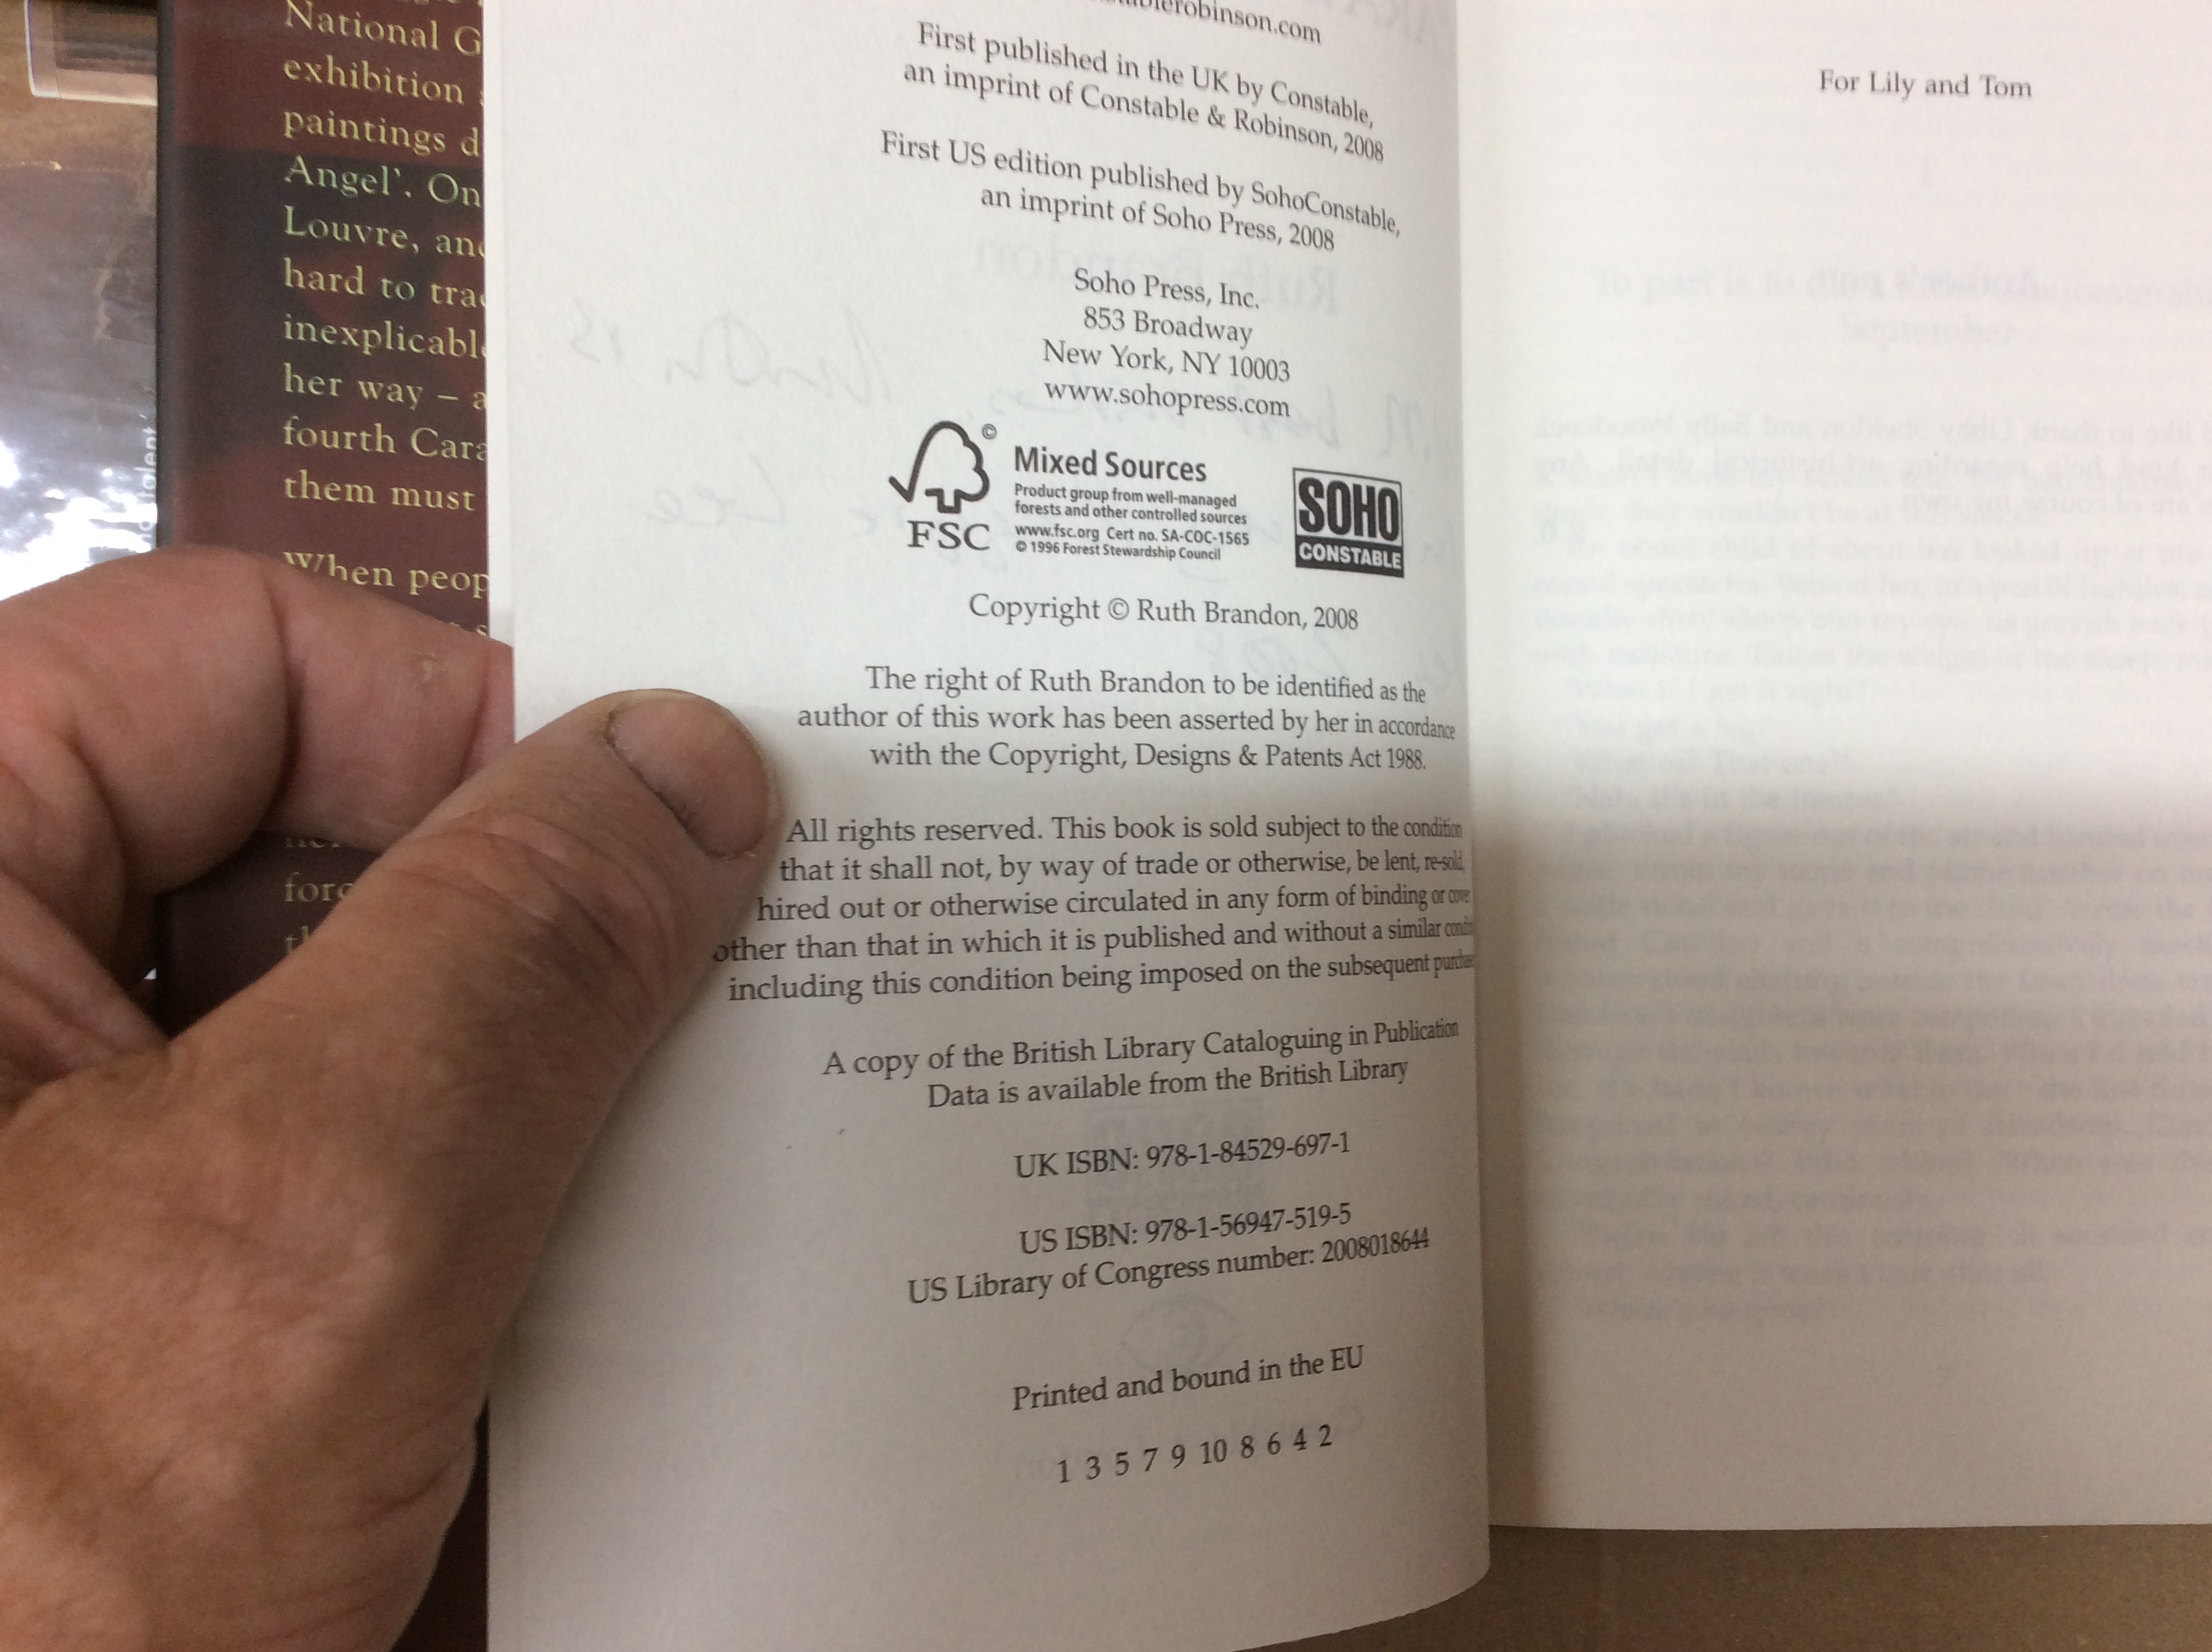 National G
exhibition
paintings d
Angel'. On
Louvre, and
hard to tra
inexplicabl
her way – a
fourth Cara
them must
When peop
forc
First published in the UK by Constable,
an imprint of Constable & Robinson, 2008
First US edition published by SohoConstable,
an imprint of Soho Press, 2008
Soho Press, Inc.
853 Broadway
New York, NY 10003
www.sohopress.com
©
FSC
Mixed Sources
Product group from well-managed
forests and other controlled sources
www.fsc.org Cert no. SA-COC-1565
© 1996 Forest Stewardship Council
SOHO
CONSTABLE
Copyright © Ruth Brandon, 2008
The right of Ruth Brandon to be identified as the
author of this work has been asserted by her in accordance
with the Copyright, Designs & Patents Act 1988.
All rights reserved. This book is sold subject to the condition
that it shall not, by way of trade or otherwise, be lent, re-sold,
hired out or otherwise circulated in any form of binding or cove
other than that in which it is published and without a similar condi
including this condition being imposed on the subsequent purchase
A copy of the British Library Cataloguing in Publication
Data is available from the British Library
UK ISBN: 978-1-84529-697-1
US ISBN: 978-1-56947-519-5
US Library of Congress number: 2008018644
Printed and bound in the EU
1 3 5 7 9 10 8 6 4 2
For Lily and Tom